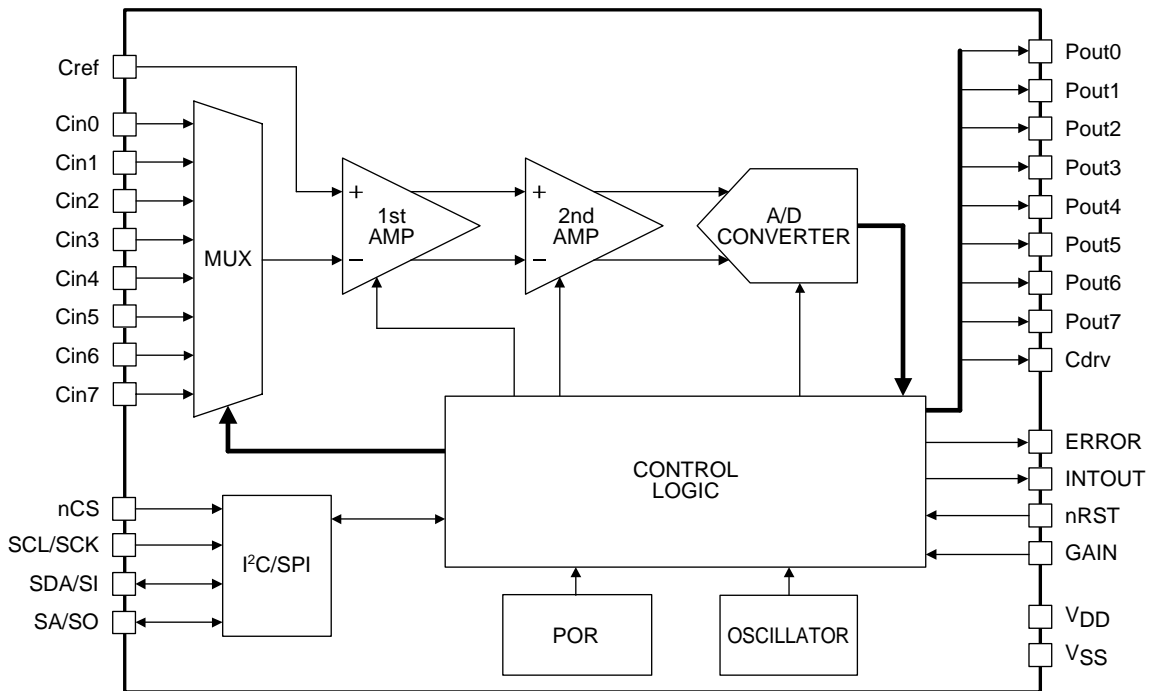 Cref
Cin0
Cin1
Cin2
Cin3
Cin4
Cin5
Cin6
Cin7
nCS
SCL/SCK
SDA/SI
SA/SO
MUX
+
−
1st
AMP
+
−
2nd
AMP
A/D
CONVERTER
CONTROL
LOGIC
I²C/SPI
POR
OSCILLATOR
Pout0
Pout1
Pout2
Pout3
Pout4
Pout5
Pout6
Pout7
Cdrv
ERROR
INTOUT
nRST
GAIN
VDD
VSS